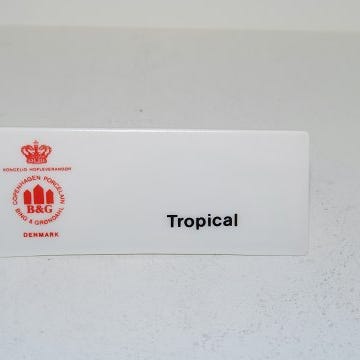 KONGELIG HOFLEVERANDØR
COPENHAGEN PORCELAIN
B&G
BING & GRØNDAHL
DENMARK
Tropical